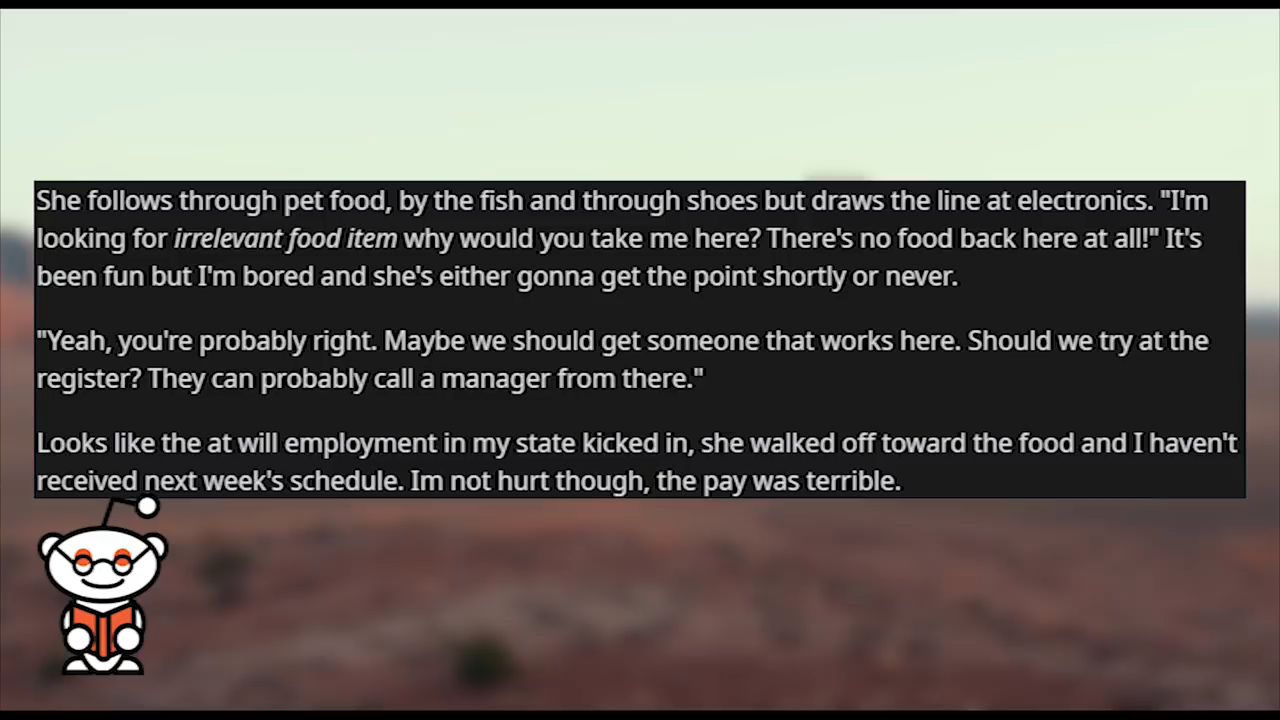 She follows through pet food, by the fish and through shoes but draws the line at electronics. "I'm
looking for irrelevant food item why would you take me here? There's no food back here at all!" It's
been fun but I'm bored and she's either gonna get the point shortly or never.
"Yeah, you're probably right. Maybe we should get someone that works here. Should we try at the
register? They can probably call a manager from there."
Looks like the at will employment in my state kicked in, she walked off toward the food and I haven't
received next week's schedule. Im not hurt though, the pay was terrible.